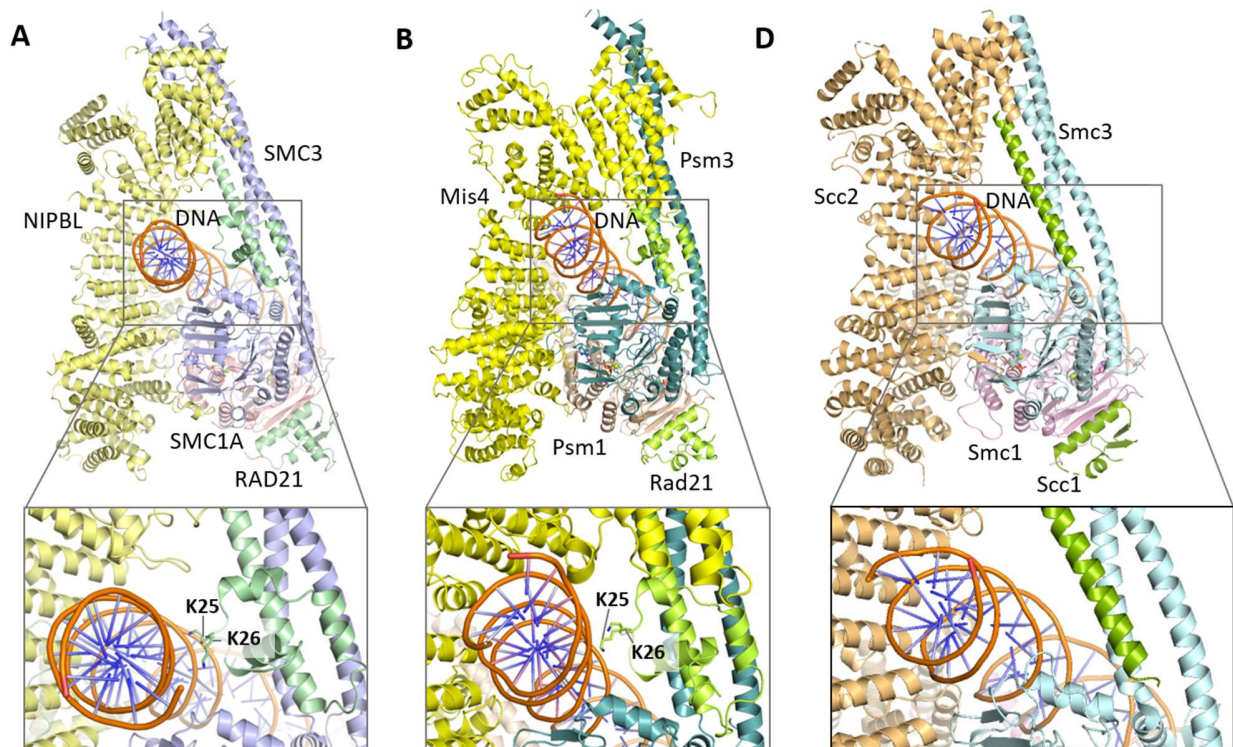 A
SMC3
NIPBL
DNA
SMC1A
RAD21
K25
K26
B
Psm3
Mis4
DNA
Psm1
Rad21
K25
K26
D
Smc3
Scc2
DNA
Smc1
Scc1